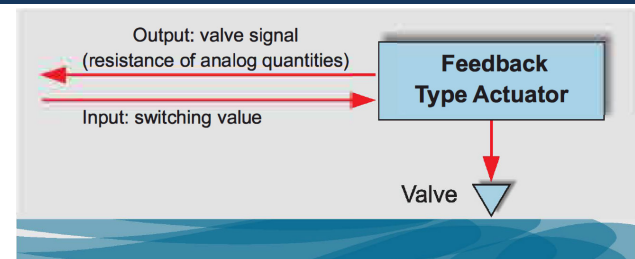 Output: valve signal
(resistance of analog quantities)
Input: switching value
Feedback
Type Actuator
Valve